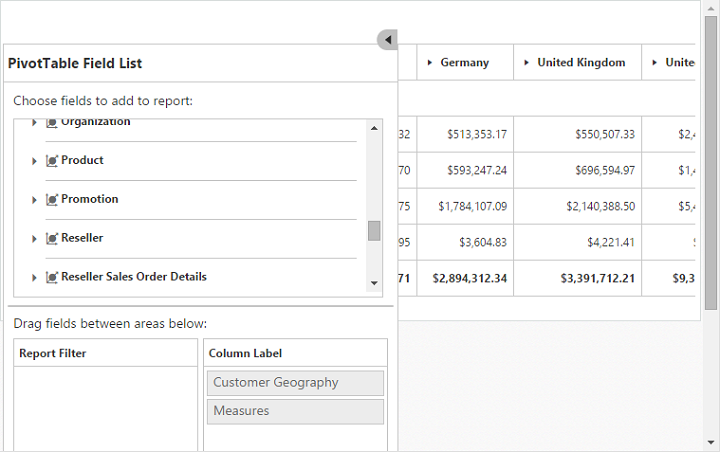 PivotTable Field List
Choose fields to add to report:
Organization
Product
Promotion
Reseller
Reseller Sales Order Details
Drag fields between areas below:
Report Filter
Column Label
Customer Geography
Measures
Germany United Kingdom Unite
32 $513,353.17 $550,507.33 $2,4
70 $593,247.24 $696,594.97 $1,4
75 $1,784,107.09 $2,140,388.50 $5,4
95 $3,604.83 $4,221.41
71 $2,894,312.34 $3,391,712.21 $9,3